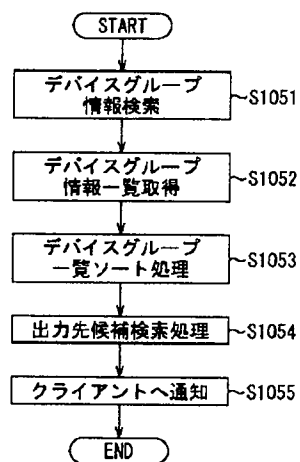 START
デバイスグループ
情報検索
S1051
デバイスグループ
情報一覧取得
S1052
デバイスグループ
一覧ソート処理
S1053
出力先候補検索処理
S1054
クライアントへ通知
S1055
END